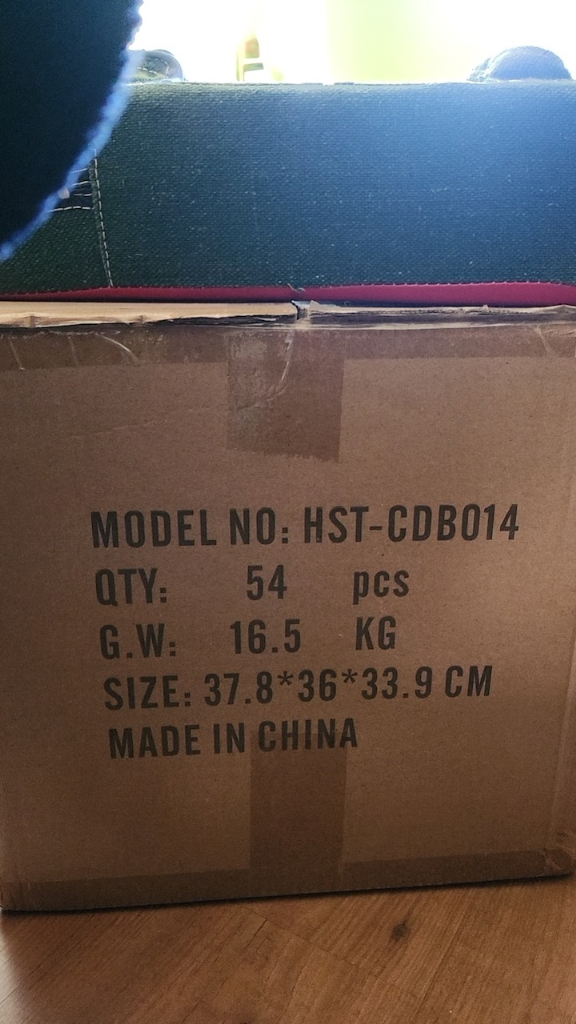 MODEL NO: HST-CDB014
QTY: 54 pcs
G.W: 16.5 KG
SIZE: 37.8*36*33.9 CM
MADE IN CHINA